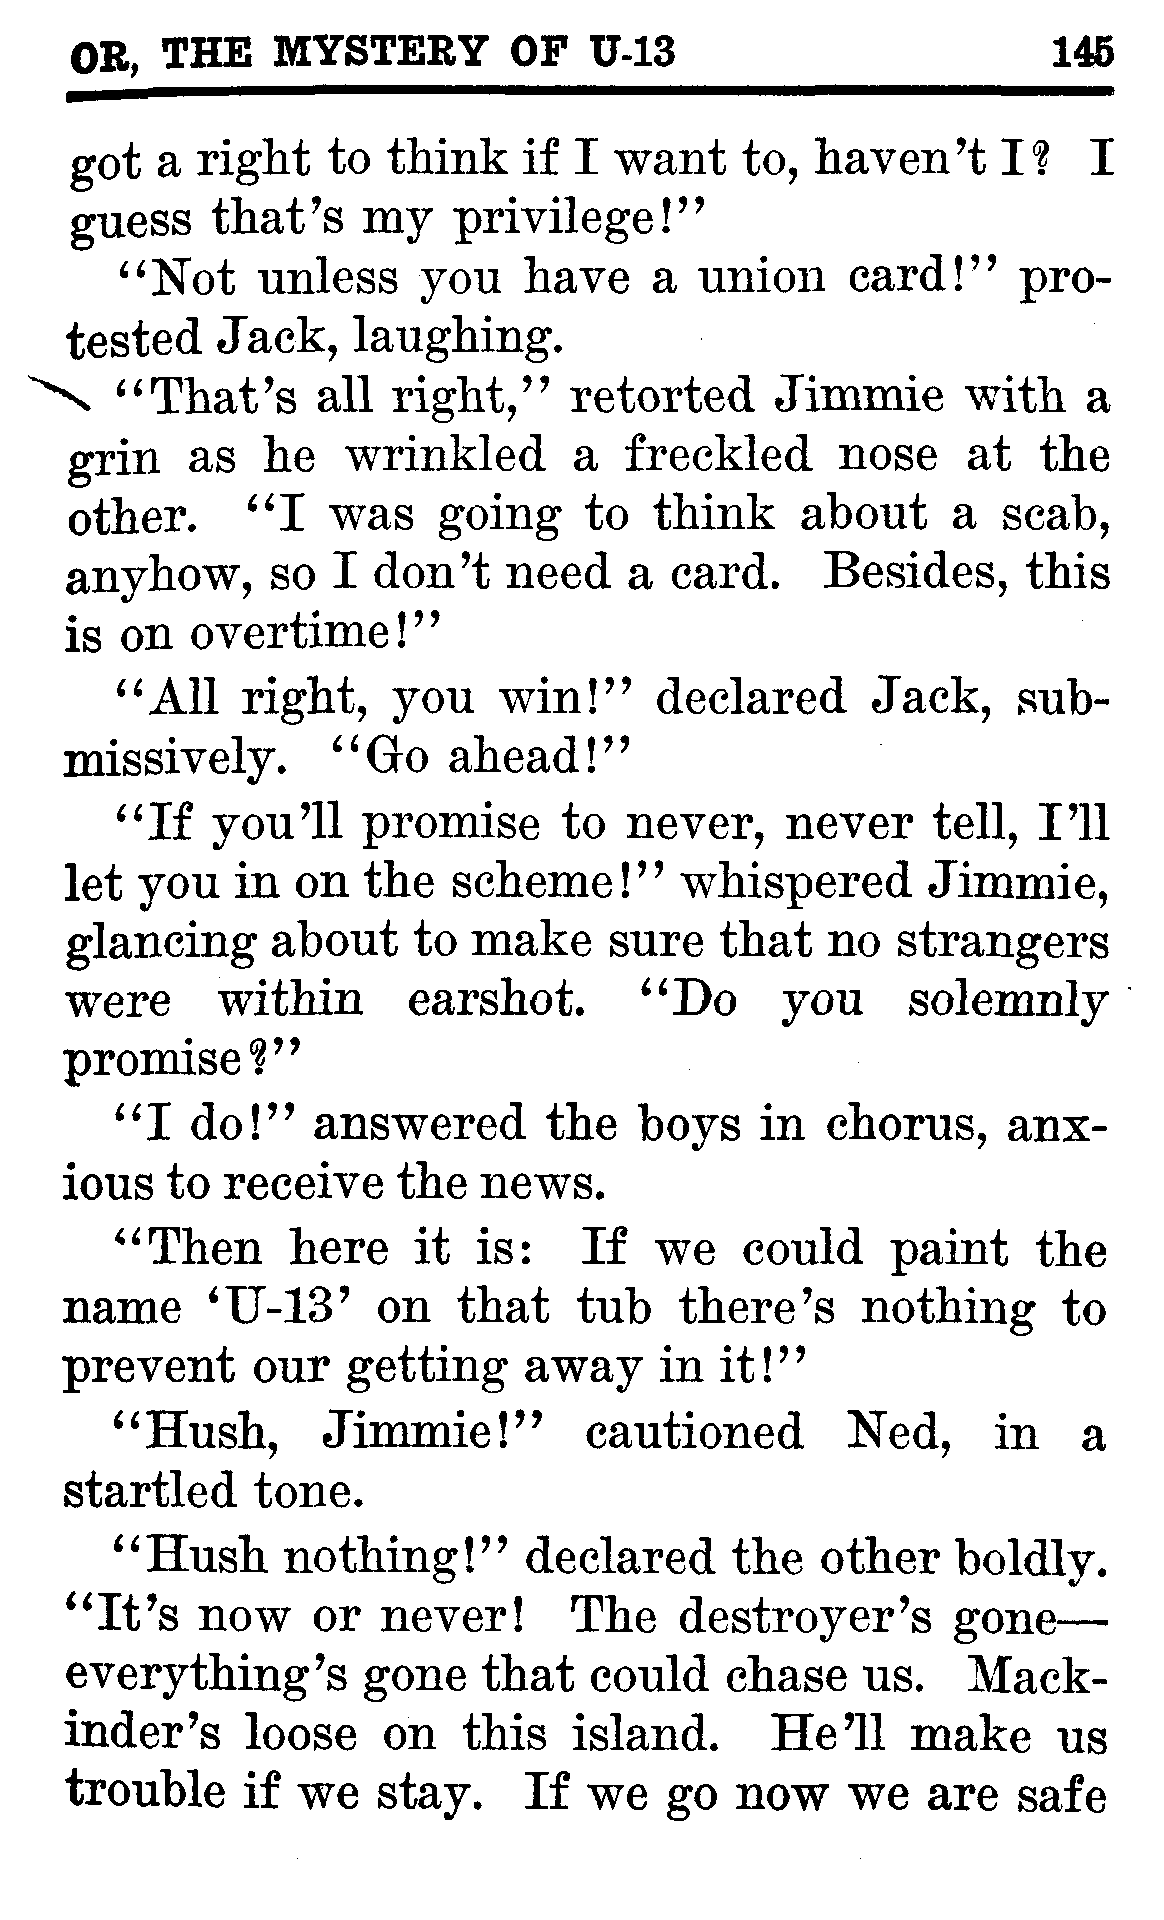 OR, THE MYSTERY OF U-13 145
got a right to think if I want to, haven't I? I
guess that's my privilege!"
"Not unless you have a union card!" pro-
tested Jack, laughing.
"That's all right," retorted Jimmie with a
grin as he wrinkled a freckled nose at the
other. "I was going to think about a scab,
anyhow, so I don't need a card. Besides, this
is on overtime!"
"All right, you win!" declared Jack, sub-
missively. "Go ahead!"
"If you'll promise to never, never tell, I'll
let you in on the scheme!" whispered Jimmie,
glancing about to make sure that no strangers
were within earshot. "Do you solemnly
promise?"
"I do!" answered the boys in chorus, anx-
ious to receive the news.
"Then here it is: If we could paint the
name 'U-13' on that tub there's nothing to
prevent our getting away in it!"
"Hush, Jimmie!" cautioned Ned, in a
startled tone.
"Hush nothing!" declared the other boldly.
"It's now or never! The destroyer's gone—
everything's gone that could chase us. Mack-
inder's loose on this island. He'll make us
trouble if we stay. If we go now we are safe